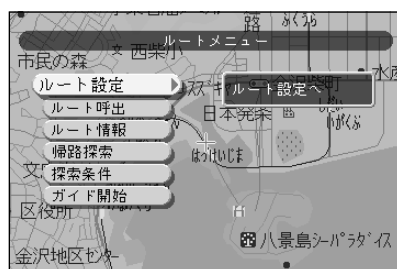 路
ルートメニュー
市民の森
文 西柴小
ルート設定
ルート設定へ
ルート呼出
日本発条
ルート情報
帰路探索
はっけいじま
探索条件
ガイド開始
区役所
八景島シーパラダイス
金沢地区センター